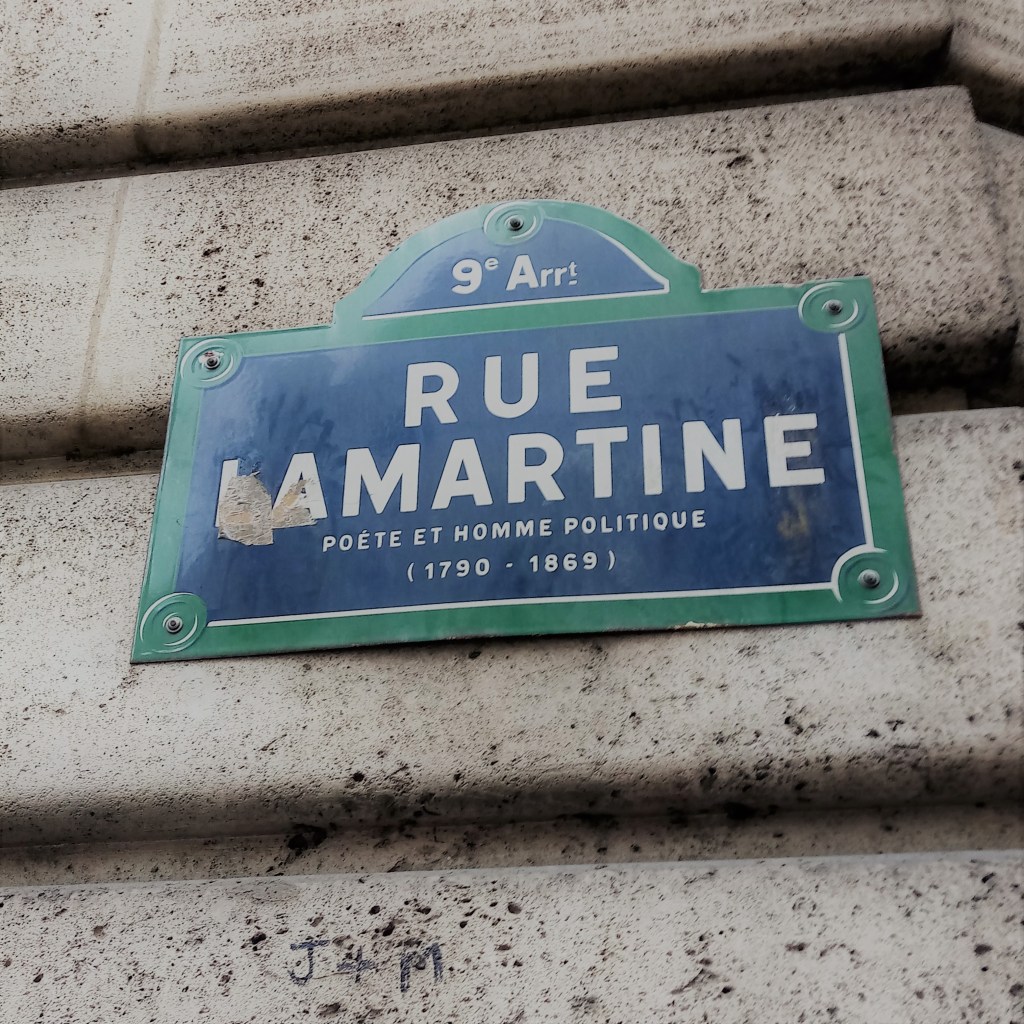 9e Arrt
RUE
LAMARTINE
POÉTE ET HOMME POLITIQUE
(1790 - 1869)
J + M